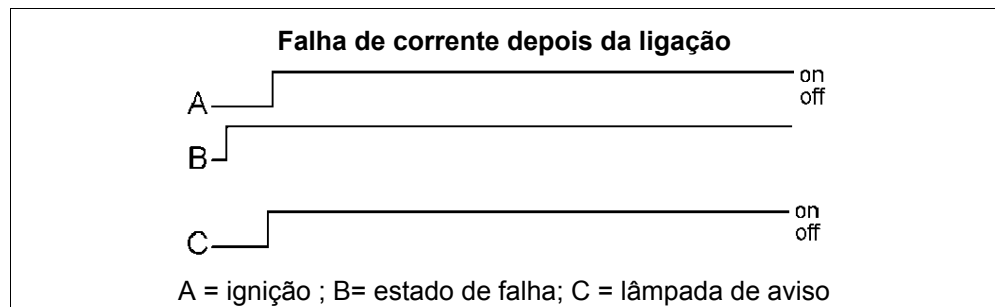 Falha de corrente depois da ligação
on
off
A
B
on
off
C
A = ignição ; B= estado de falha; C = lâmpada de aviso